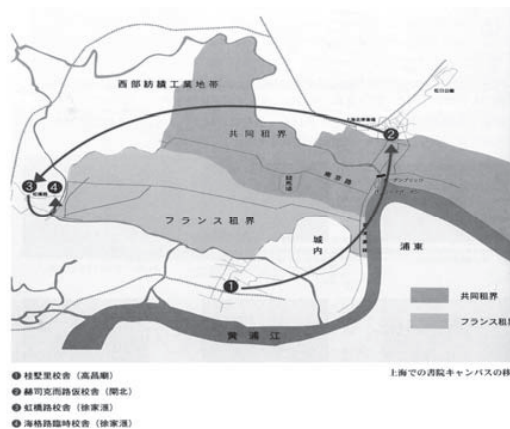 西部紡績工業地帯
共同租界
フランス租界
城内
浦東
黄浦江
南京路
❶
❷
❸
❹
共同租界
フランス租界
上海での書院キャンパスの移
❶ 桂墅里校舎（高昌廟）
❷ 赫司克而路仮校舎（閘北）
❸ 虹橋路校舎（徐家滙）
❹ 海格路臨時校舎（徐家滙）